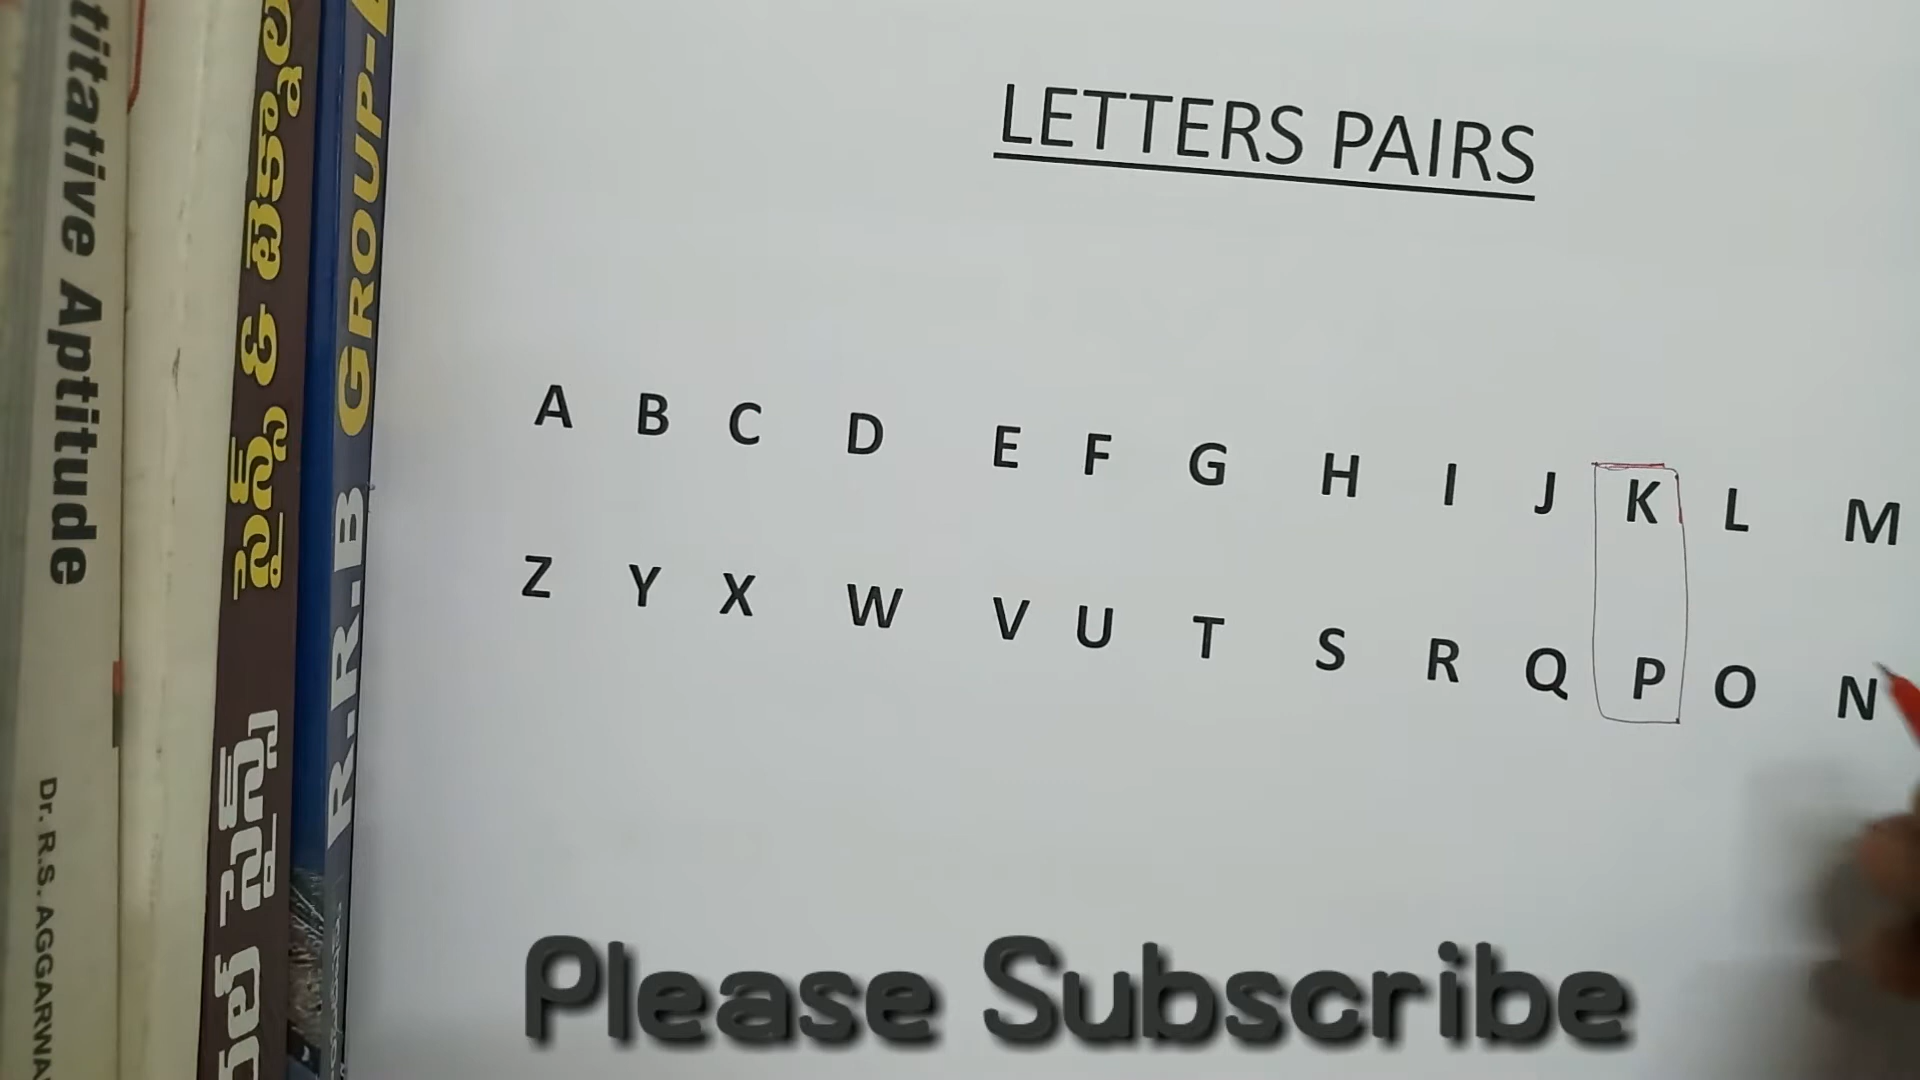 titative Aptitude
Dr. R.S. AGGARWA
సైన్స్ & టెక్నాల
R.R.B GROUP-
LETTERS PAIRS
A B C D E F G H I J K L M
Z Y X W V U T S R Q P O N
Please Subscribe